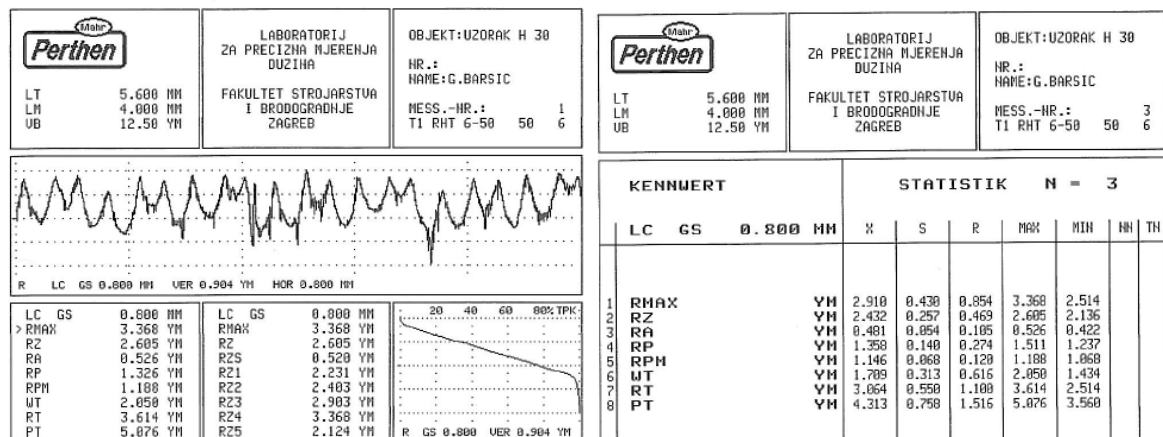 Mahr
Perthen
LT 5.600 MM
LM 4.000 MM
VB 12.50 YM
LABORATORIJ
ZA PRECIZNA MJERENJA
DUZINA
FAKULTET STROJARSTVA
I BRODOGRADNJE
ZAGREB
OBJEKT:UZORAK H 30
NR.:
NAME:G.BARSIC
MESS.-NR.: 1
T1 RHT 6-50 50 6
R LC GS 0.800 MM VER 0.904 YM HOR 0.800 MM
LC GS 0.800 MM
>RMAX 3.368 YM
RZ 2.605 YM
RA 0.526 YM
RP 1.326 YM
RPM 1.188 YM
WT 2.050 YM
RT 3.614 YM
PT 5.076 YM
LC GS 0.800 MM
RMAX 3.368 YM
RZ 2.605 YM
RZS 0.520 YM
RZ1 2.231 YM
RZ2 2.403 YM
RZ3 2.903 YM
RZ4 3.368 YM
RZ5 2.124 YM
20 40 60 80% TPK
R GS 0.800 VER 0.904 YM
Mahr
Perthen
LT 5.600 MM
LM 4.000 MM
VB 12.50 YM
LABORATORIJ
ZA PRECIZNA MJERENJA
DUZINA
FAKULTET STROJARSTVA
I BRODOGRADNJE
ZAGREB
OBJEKT:UZORAK H 30
NR.:
NAME:G.BARSIC
MESS.-NR.: 3
T1 RHT 6-50 50 6
KENNWERT STATISTIK N = 3
LC GS 0.800 MM X S R MAX MIN NN TN
1 RMAX YM 2.910 0.430 0.854 3.368 2.514
2 RZ YM 2.432 0.257 0.469 2.605 2.136
3 RA YM 0.481 0.054 0.105 0.526 0.422
4 RP YM 1.358 0.140 0.274 1.511 1.237
5 RPM YM 1.146 0.068 0.120 1.188 1.068
6 WT YM 1.709 0.313 0.616 2.050 1.434
7 RT YM 3.064 0.550 1.100 3.614 2.514
8 PT YM 4.313 0.758 1.516 5.076 3.560